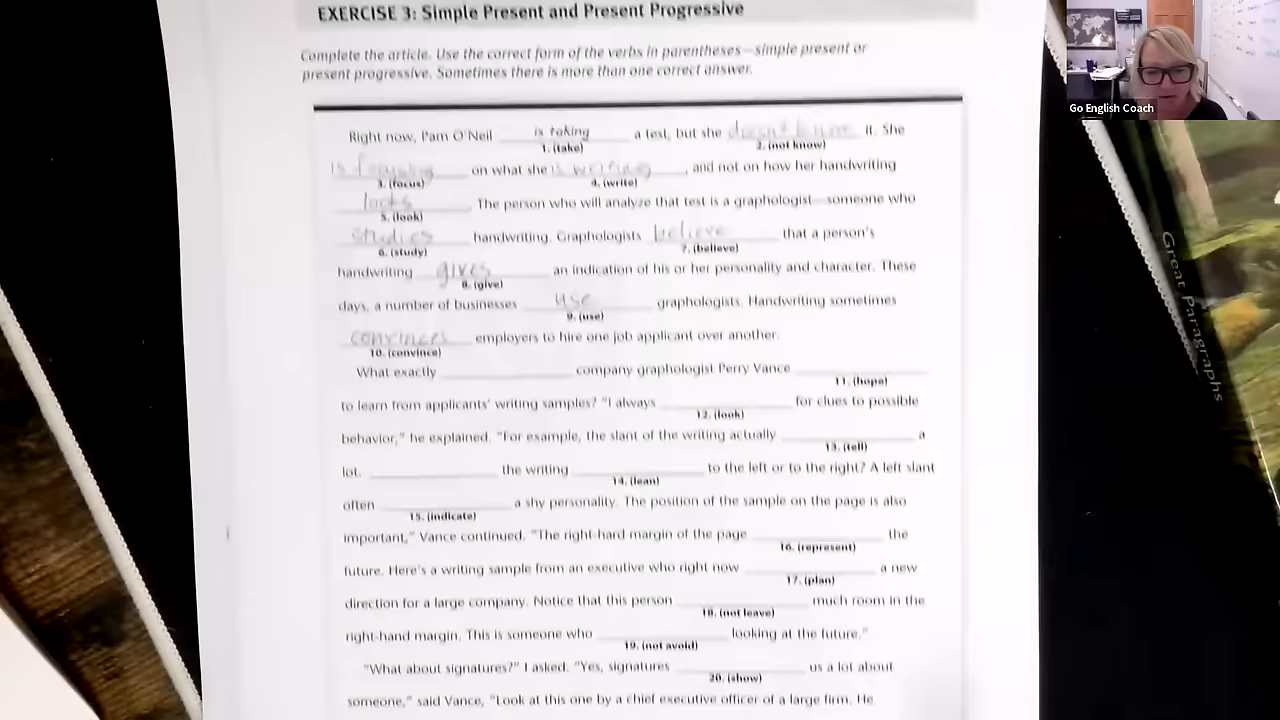 EXERCISE 3: Simple Present and Present Progressive
Complete the article. Use the correct form of the verbs in parentheses—simple present or
present progressive. Sometimes there is more than one correct answer.
Right now, Pam O'Neil is taking a test, but she doesn't know it. She
1. (take) 2. (not know)
is focusing on what she is writing, and not on how her handwriting
3. (focus) 4. (write)
looks. The person who will analyze that test is a graphologist—someone who
5. (look)
studies handwriting. Graphologists believe that a person's
6. (study) 7. (believe)
handwriting gives an indication of his or her personality and character. These
8. (give)
days, a number of businesses use graphologists. Handwriting sometimes
9. (use)
convinces employers to hire one job applicant over another.
10. (convince)
What exactly ____ company graphologist Perry Vance ____
11. (hope)
to learn from applicants' writing samples? "I always ____ for clues to possible
12. (look)
behavior," he explained. "For example, the slant of the writing actually ____ a
13. (tell)
lot. ____ the writing ____ to the left or to the right? A left slant
14. (lean)
often ____ a shy personality. The position of the sample on the page is also
15. (indicate)
important," Vance continued. "The right-hard margin of the page ____ the
16. (represent)
future. Here's a writing sample from an executive who right now ____ a new
17. (plan)
direction for a large company. Notice that this person ____ much room in the
18. (not leave)
right-hand margin. This is someone who ____ looking at the future."
19. (not avoid)
"What about signatures?" I asked. "Yes, signatures ____ us a lot about
20. (show)
someone," said Vance, "Look at this one by a chief executive officer of a large firm. He
Go English Coach
Great Paragraphs